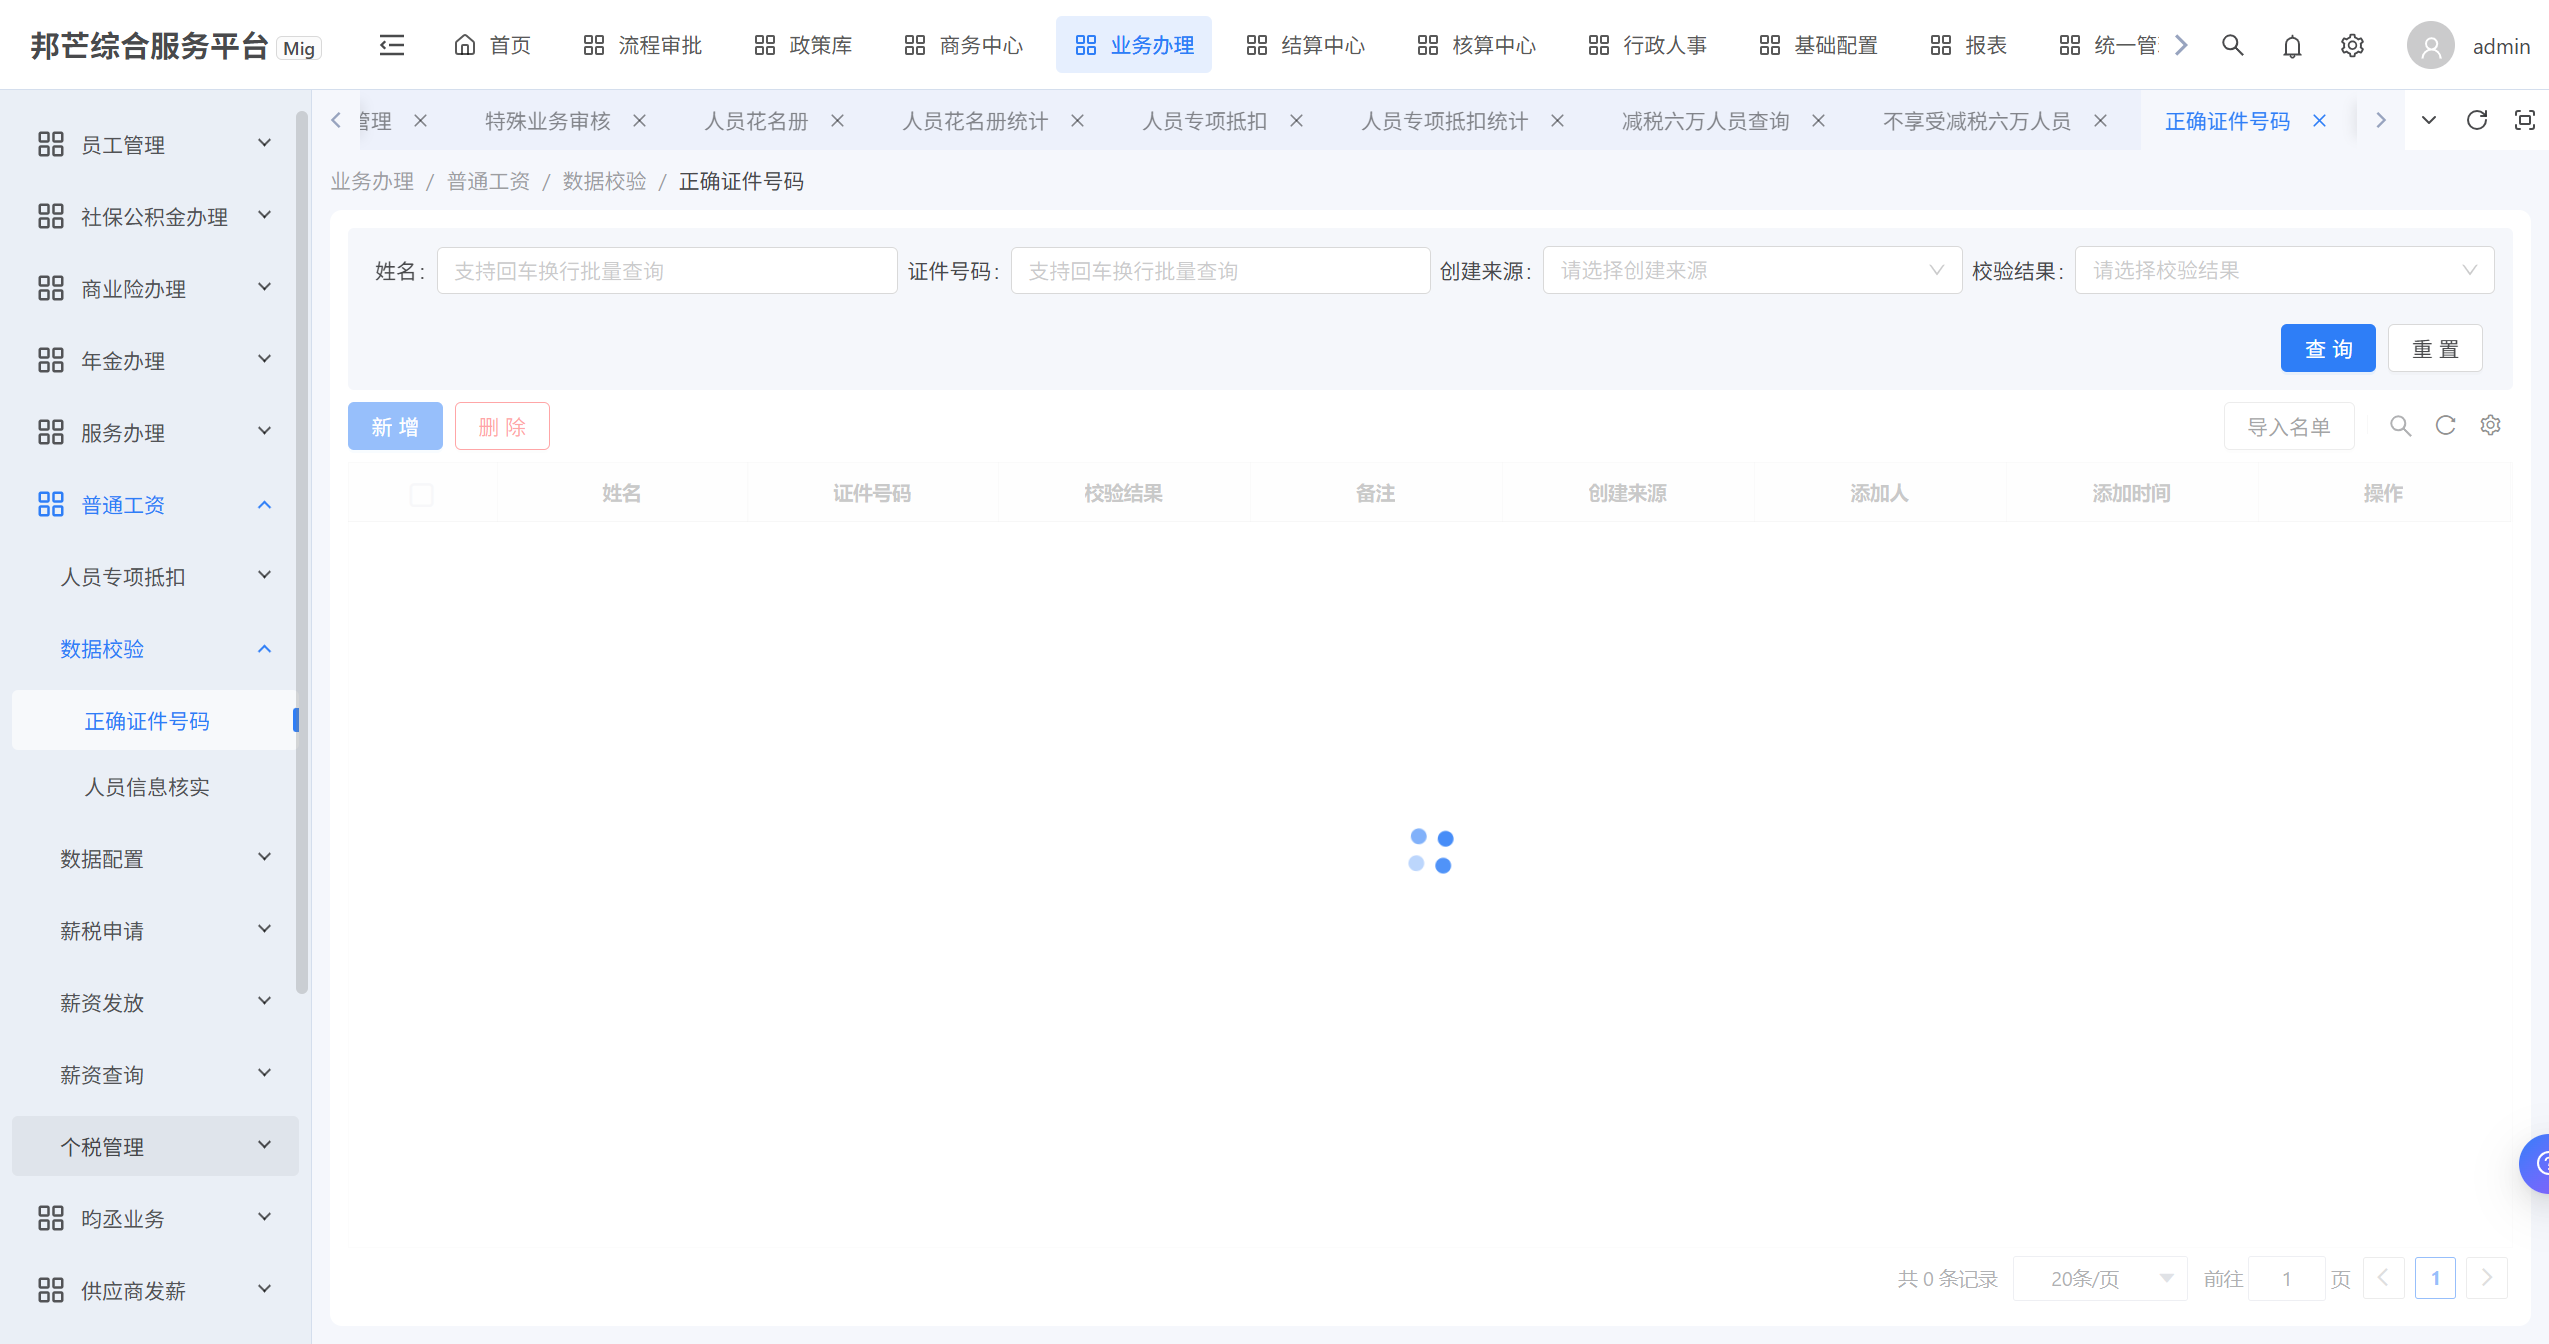 邦芒综合服务平台 Mig
首页 流程审批 政策库 商务中心 业务办理 结算中心 核算中心 行政人事 基础配置 报表 统一管 admin
管理 特殊业务审核 人员花名册 人员花名册统计 人员专项抵扣 人员专项抵扣统计 减税六万人员查询 不享受减税六万人员 正确证件号码
业务办理 / 普通工资 / 数据校验 / 正确证件号码
员工管理
社保公积金办理
商业险办理
年金办理
服务办理
普通工资
人员专项抵扣
数据校验
正确证件号码
人员信息核实
数据配置
薪税申请
薪资发放
薪资查询
个税管理
昀丞业务
供应商发薪
姓名: 支持回车换行批量查询 证件号码: 支持回车换行批量查询 创建来源: 请选择创建来源 校验结果: 请选择校验结果
查 询 重 置
新 增 删 除 导入名单
姓名 证件号码 校验结果 备注 创建来源 添加人 添加时间 操作
共 0 条记录 20条/页 前往 1 页 1